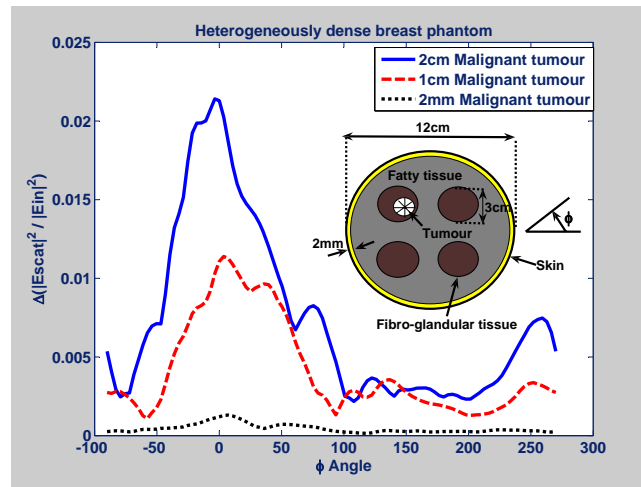 Heterogeneously dense breast phantom
Δ(|Escat|² / |Ein|²)
0.025
0.02
0.015
0.01
0.005
0
2cm Malignant tumour
1cm Malignant tumour
2mm Malignant tumour
12cm
Fatty tissue
3cm
ϕ
Tumour
2mm
Skin
Fibro-glandular tissue
-100 -50 0 50 100 150 200 250 300
ϕ Angle